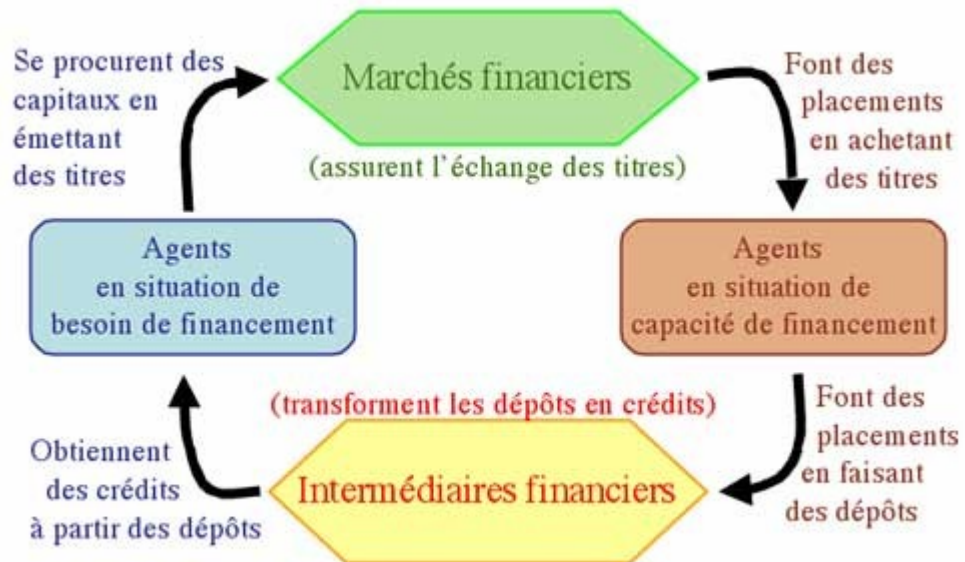 Se procurent des
capitaux en
émettant
des titres
Marchés financiers
(assurent l'échange des titres)
Font des
placements
en achetant
des titres
Agents
en situation de
besoin de financement
Agents
en situation de
capacité de financement
(transforment les dépôts en crédits)
Intermédiaires financiers
Obtiennent
des crédits
à partir des dépôts
Font des
placements
en faisant
des dépôts